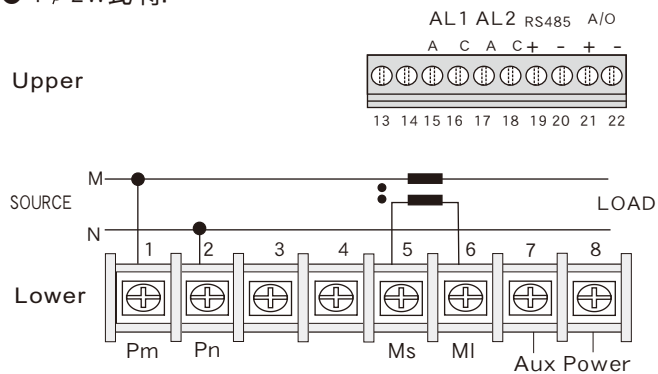 AL1 AL2 RS485 A/O
A C A C + - + -
Upper
13 14 15 16 17 18 19 20 21 22
M
SOURCE
LOAD
N
1 2 3 4 5 6 7 8
Lower
Pm Pn Ms Ml
Aux Power